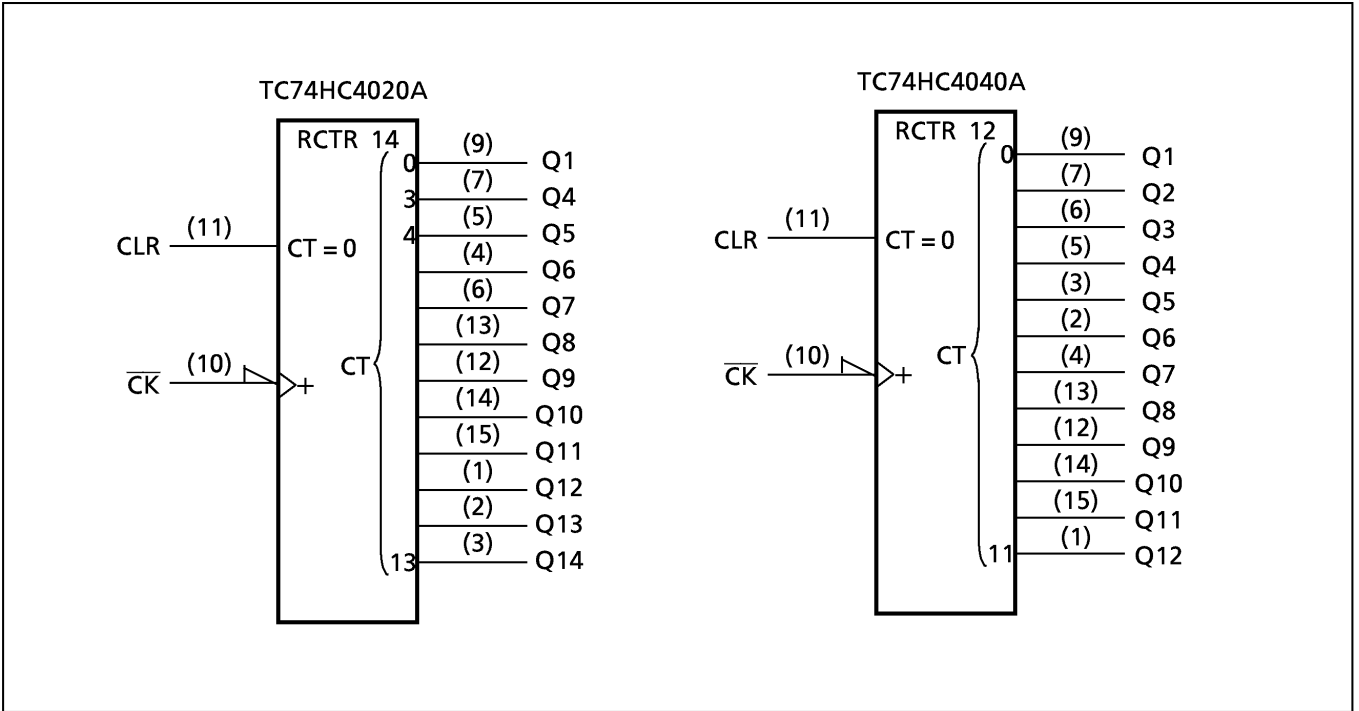 TC74HC4020A
RCTR 14
0 (9) Q1
3 (7) Q4
4 (5) Q5
(4) Q6
(6) Q7
(13) Q8
(12) Q9
(14) Q10
(15) Q11
(1) Q12
(2) Q13
13 (3) Q14
CLR (11) CT = 0
CK (10) +
CT
TC74HC4040A
RCTR 12
0 (9) Q1
(7) Q2
(6) Q3
(5) Q4
(3) Q5
(2) Q6
(4) Q7
(13) Q8
(12) Q9
(14) Q10
(15) Q11
11 (1) Q12
CLR (11) CT = 0
CK (10) +
CT